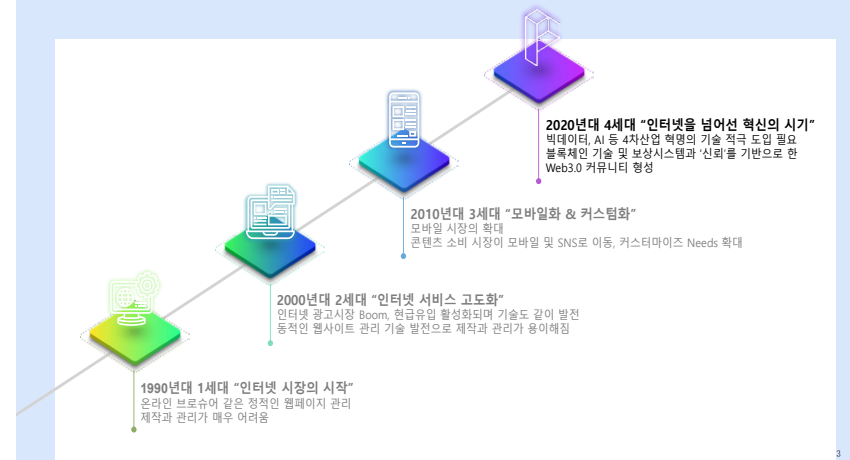 2020년대 4세대 “인터넷을 넘어선 혁신의 시기”
빅데이터, AI 등 4차산업 혁명의 기술 적극 도입 필요
블록체인 기술 및 보상시스템과 ‘신뢰’를 기반으로 한
Web3.0 커뮤니티 형성
2010년대 3세대 “모바일화 & 커스텀화”
모바일 시장의 확대
콘텐츠 소비 시장이 모바일 및 SNS로 이동, 커스터마이즈 Needs 확대
2000년대 2세대 “인터넷 서비스 고도화”
인터넷 광고시장 Boom, 현급유입 활성화되며 기술도 같이 발전
동적인 웹사이트 관리 기술 발전으로 제작과 관리가 용이해짐
1990년대 1세대 “인터넷 시장의 시작”
온라인 브로슈어 같은 정적인 웹페이지 관리
제작과 관리가 매우 어려움
3